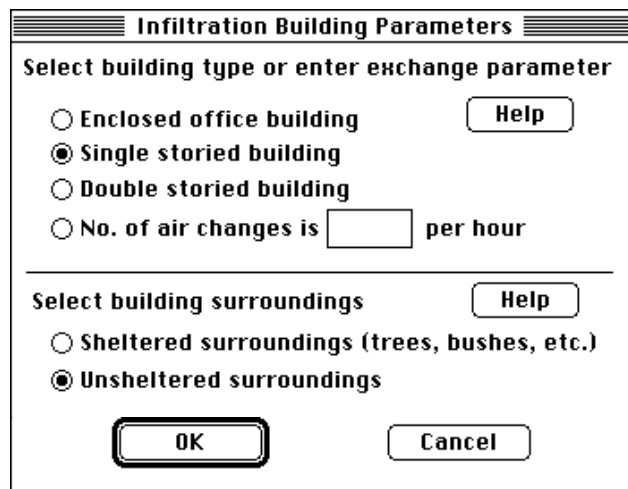 Infiltration Building Parameters
Select building type or enter exchange parameter
Enclosed office building
Help
Single storied building
Double storied building
No. of air changes is per hour
Select building surroundings
Help
Sheltered surroundings (trees, bushes, etc.)
Unsheltered surroundings
OK
Cancel